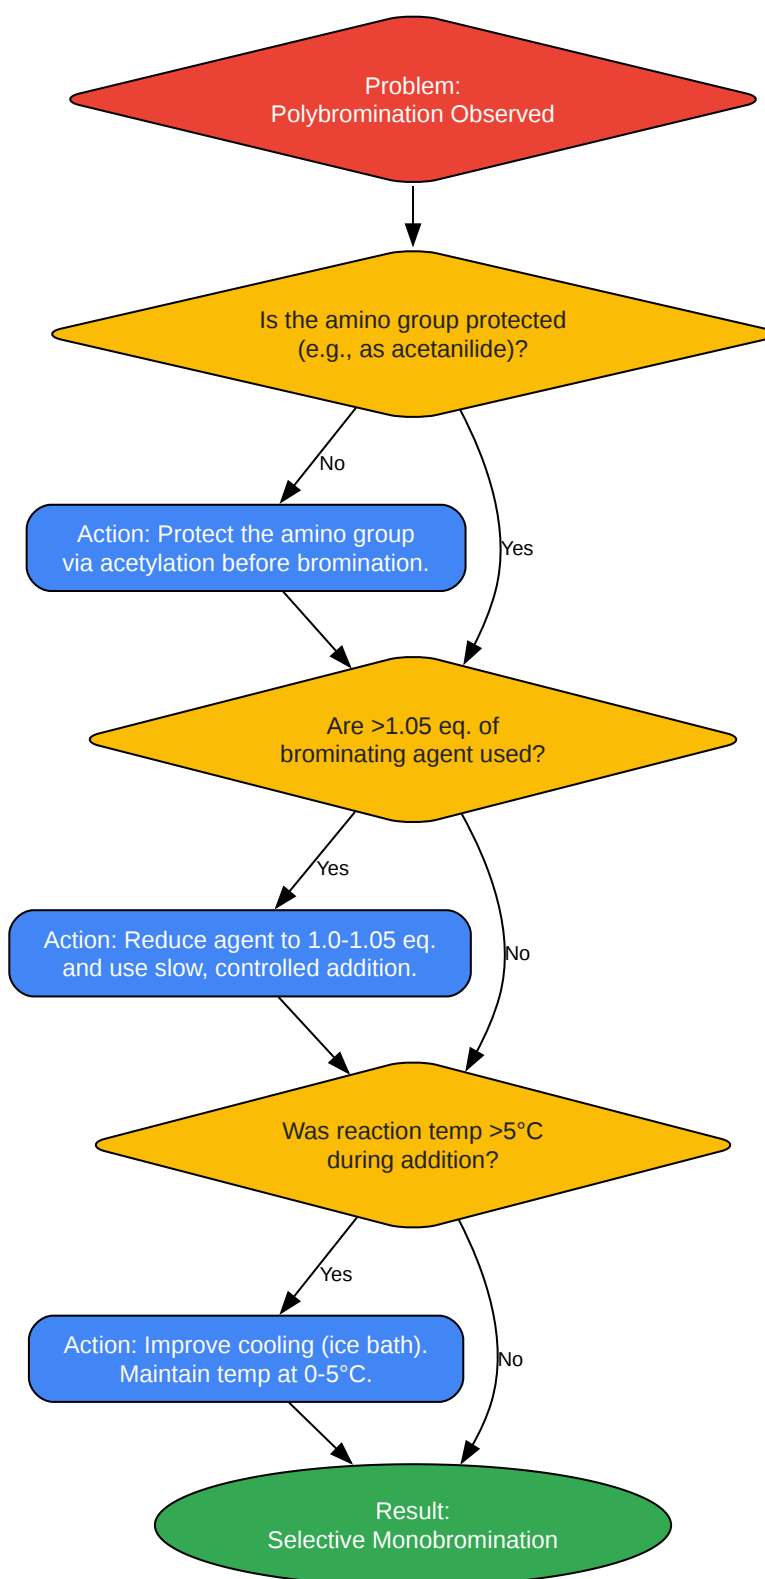 Problem:
Polybromination Observed
Is the amino group protected
(e.g., as acetanilide)?
No
Action: Protect the amino group
via acetylation before bromination.
Yes
Are >1.05 eq. of
brominating agent used?
Yes
Action: Reduce agent to 1.0-1.05 eq.
and use slow, controlled addition.
No
Was reaction temp >5°C
during addition?
Yes
Action: Improve cooling (ice bath).
Maintain temp at 0-5°C.
No
Result:
Selective Monobromination